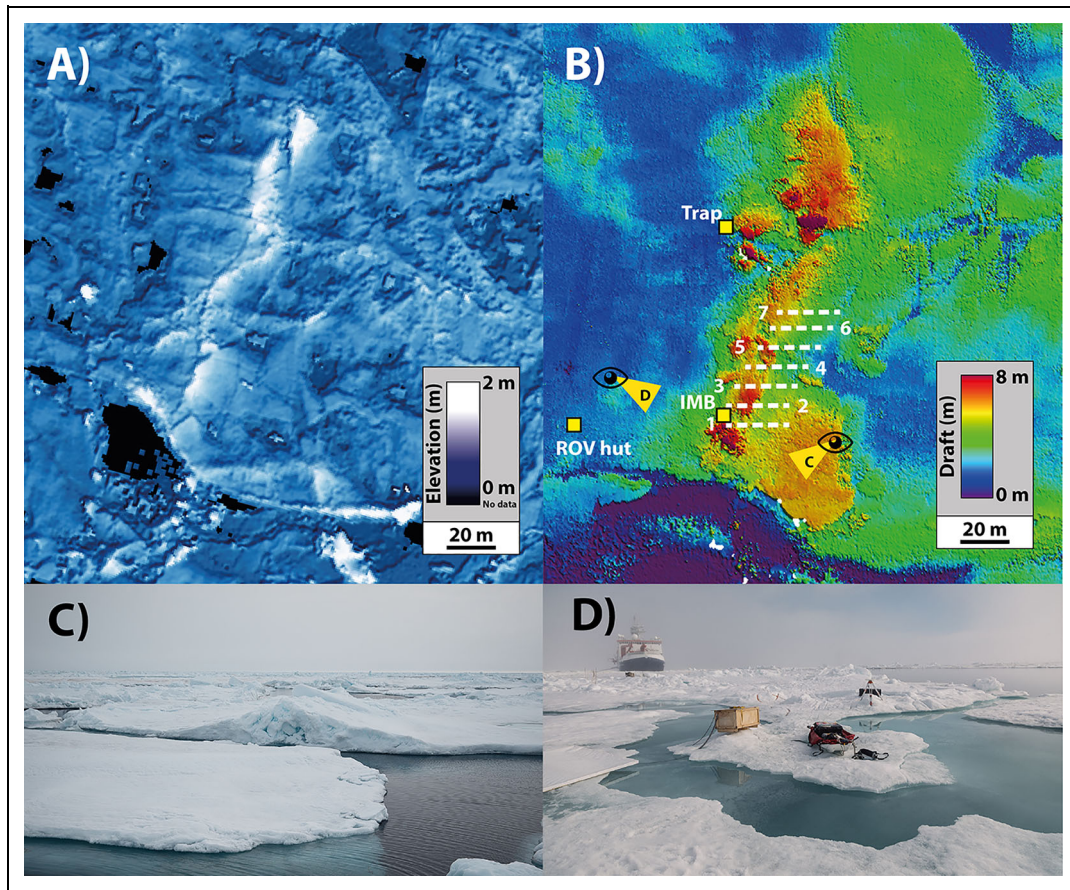 A)
Elevation (m)
2 m
0 m
No data
20 m
B)
Trap
7
6
5
4
3
IMB
2
1
D
ROV hut
C
Draft (m)
8 m
0 m
20 m
C)
D)